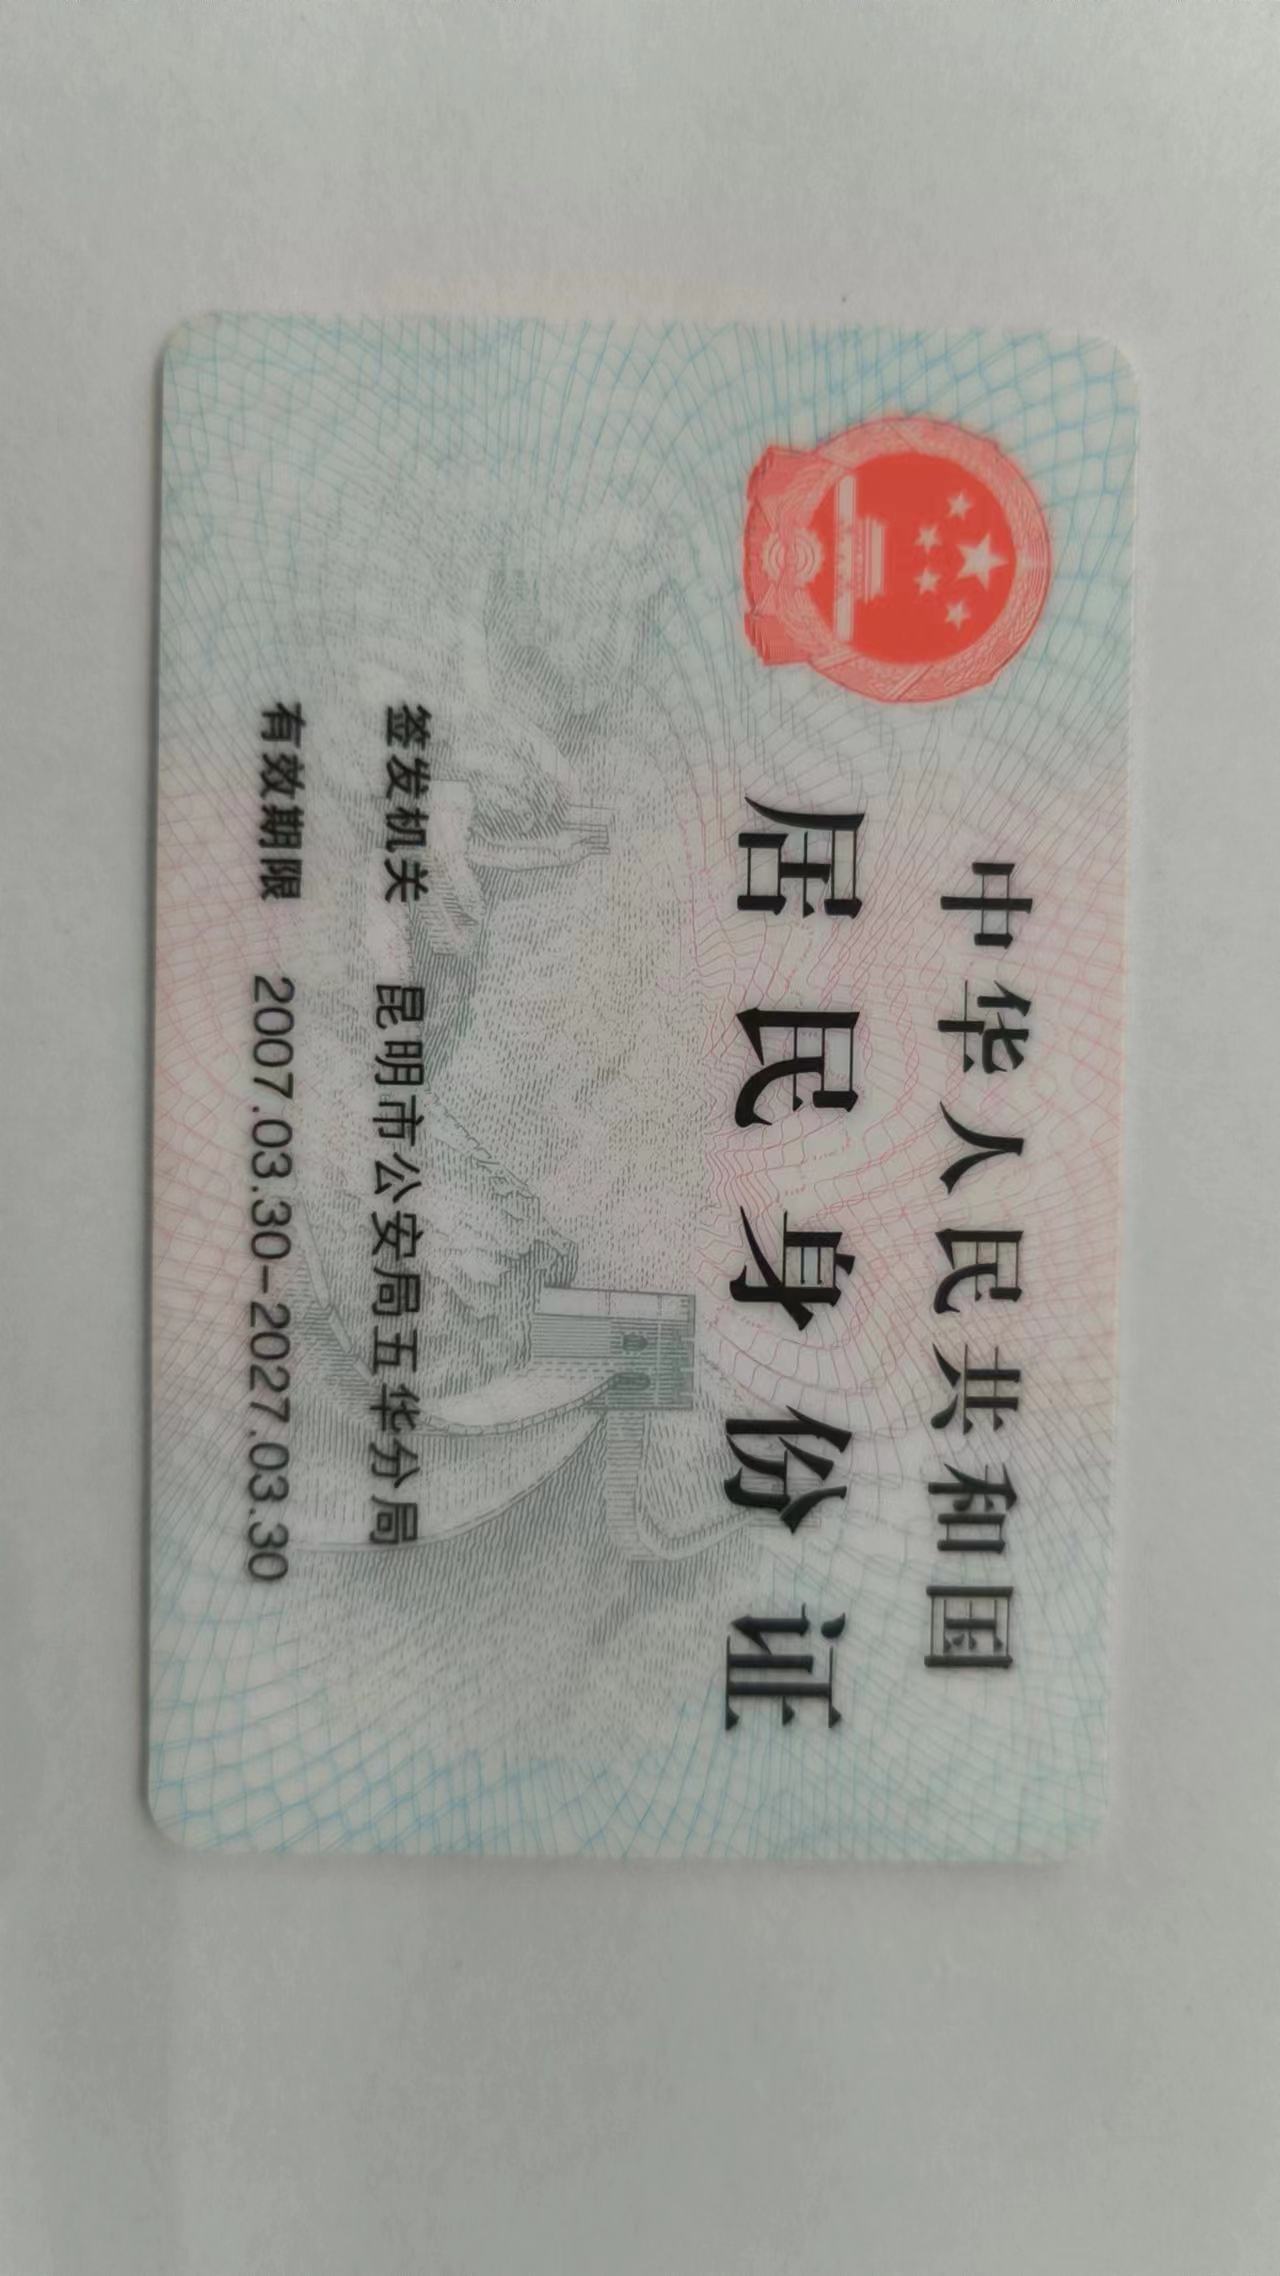 中华人民共和国
居民身份证
签发机关 昆明市公安局五华分局
有效期限 2007.03.30-2027.03.30